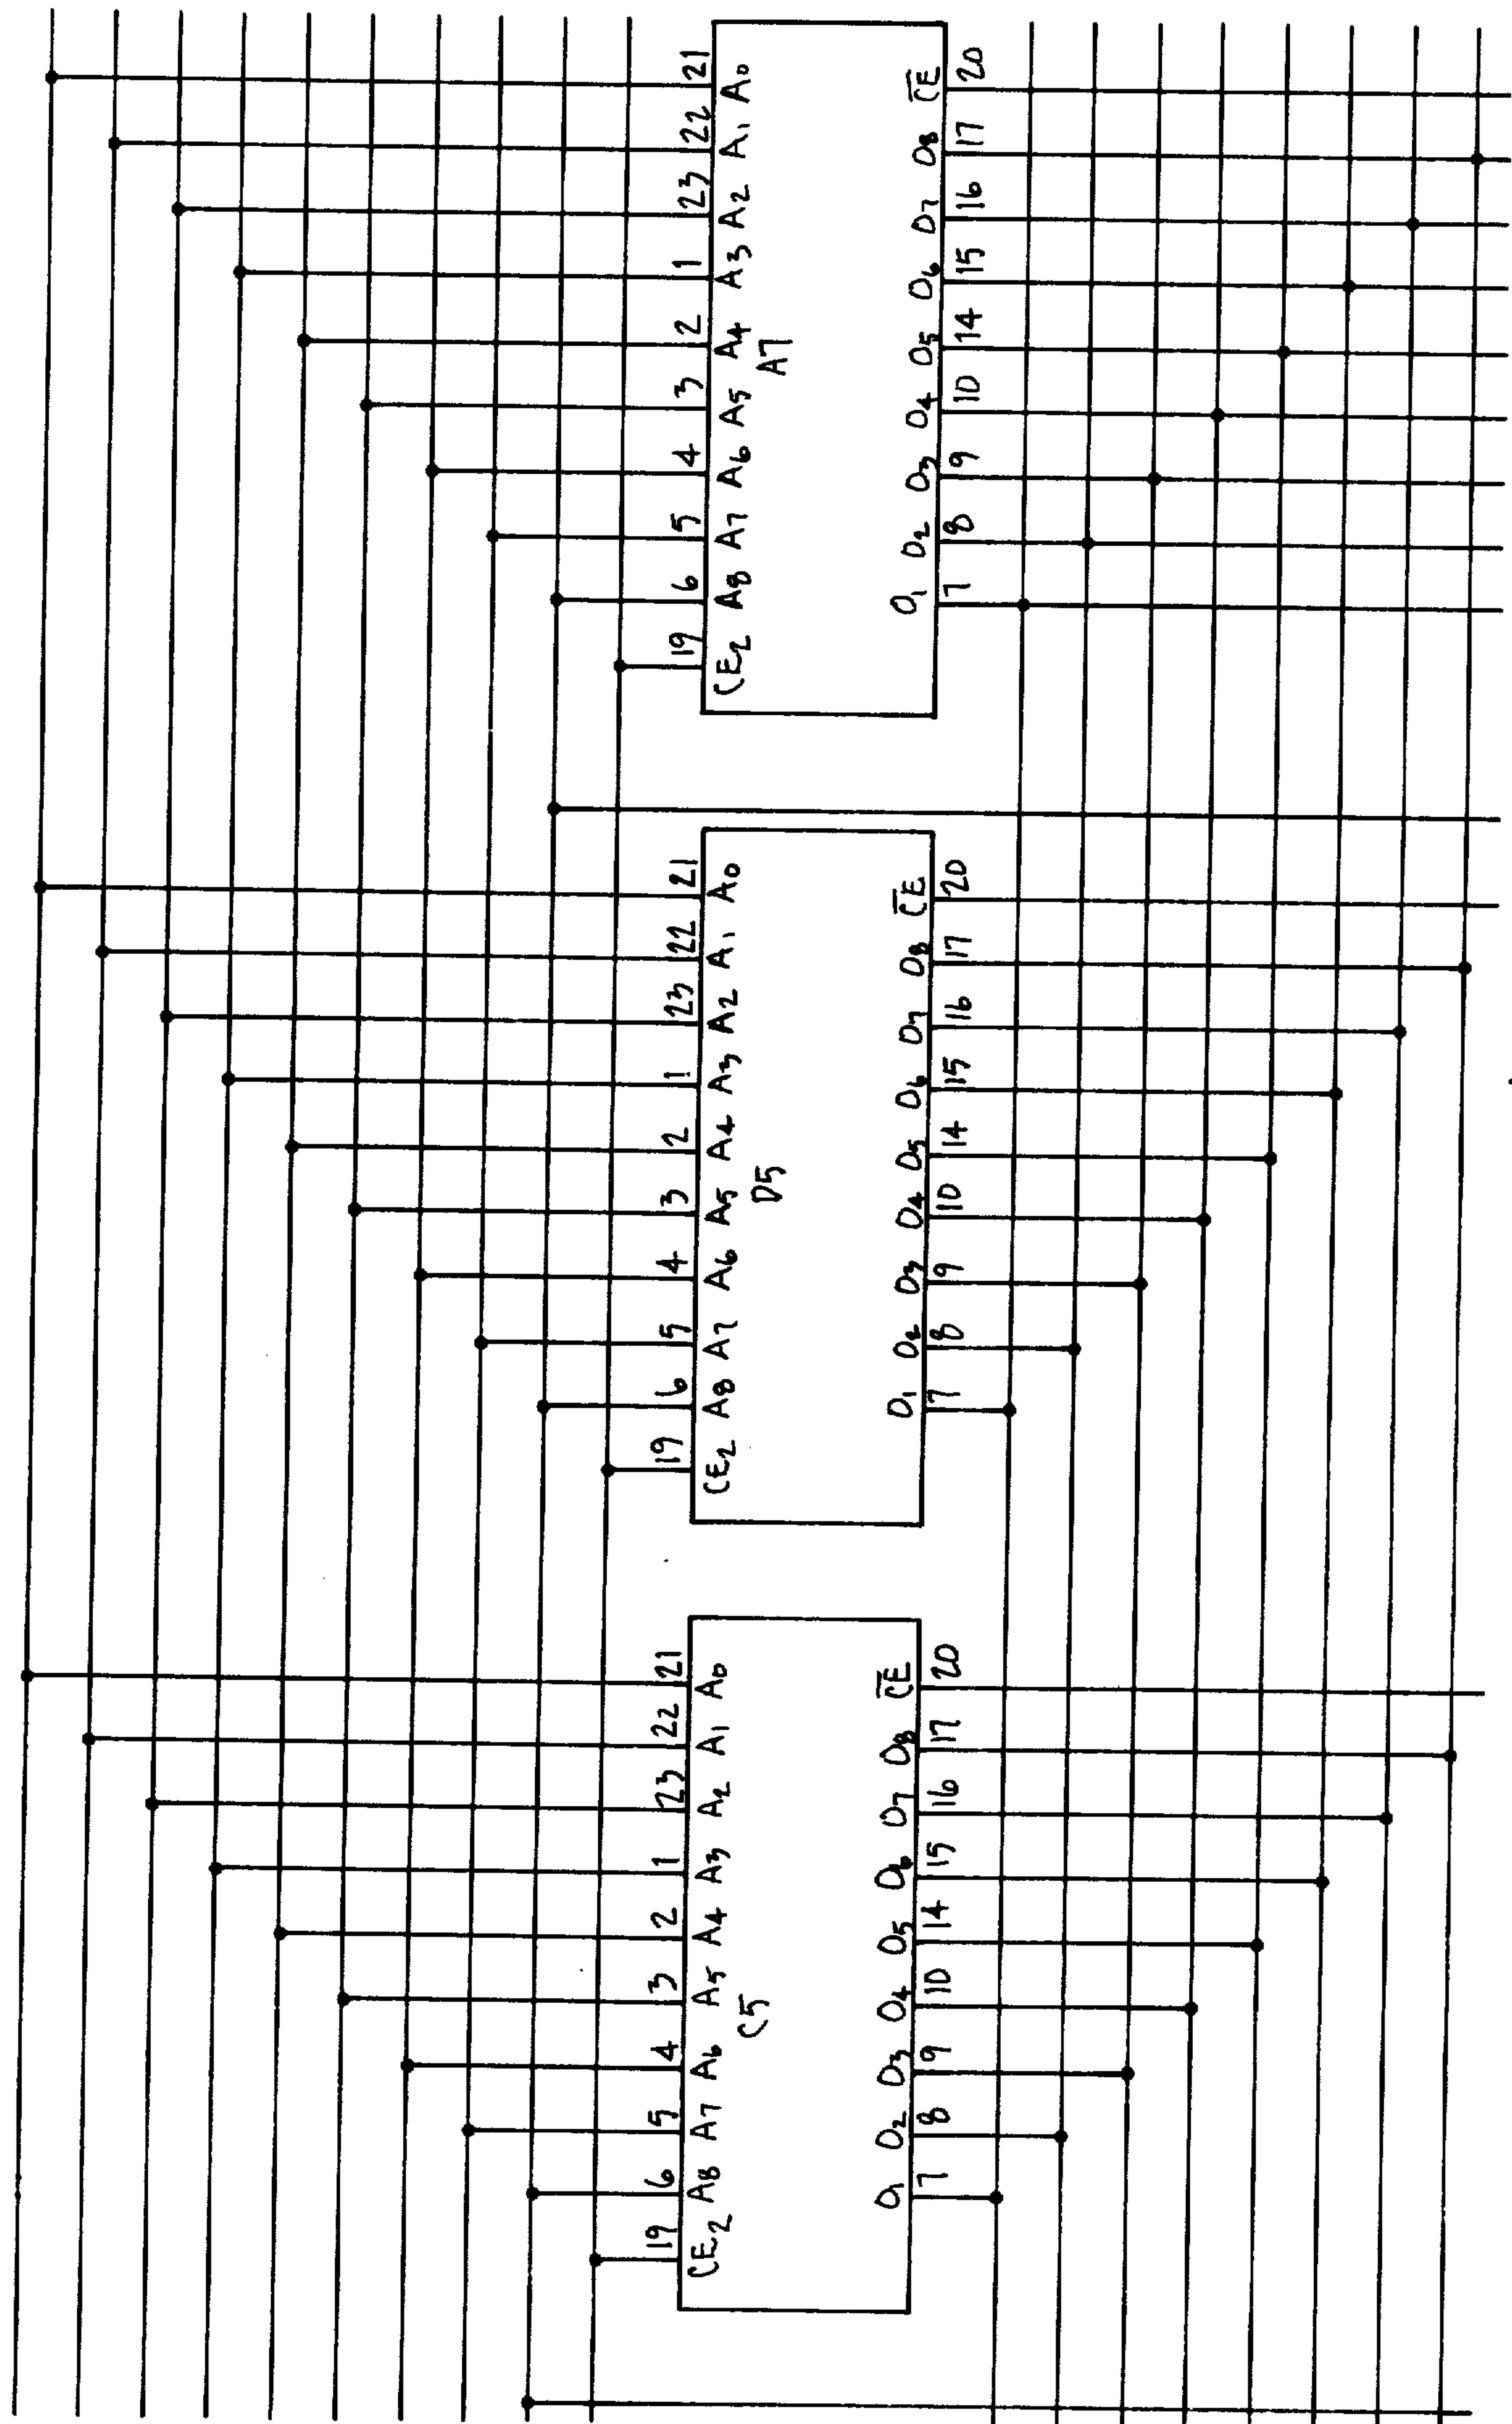 19 6 5 4 3 2 1 23 22 21 19 6 5 4 3 2 1 23 22 21 19 6 5 4 3 2 1 23 22 21
CE₂ A₈ A₇ A₆ A₅ A₄ A₃ A₂ A₁ A₀ CE₂ A₈ A₇ A₆ A₅ A₄ A₃ A₂ A₁ A₀ CE₂ A₈ A₇ A₆ A₅ A₄ A₃ A₂ A₁ A₀
C5 D5 A7
O₁ O₂ O₃ O₄ O₅ O₆ O₇ O₈ C̅E̅ O₁ O₂ O₃ O₄ O₅ O₆ O₇ O₈ C̅E̅ O₁ O₂ O₃ O₄ O₅ O₆ O₇ O₈ C̅E̅
7 8 9 10 14 15 16 17 20 7 8 9 10 14 15 16 17 20 7 8 9 10 14 15 16 17 20